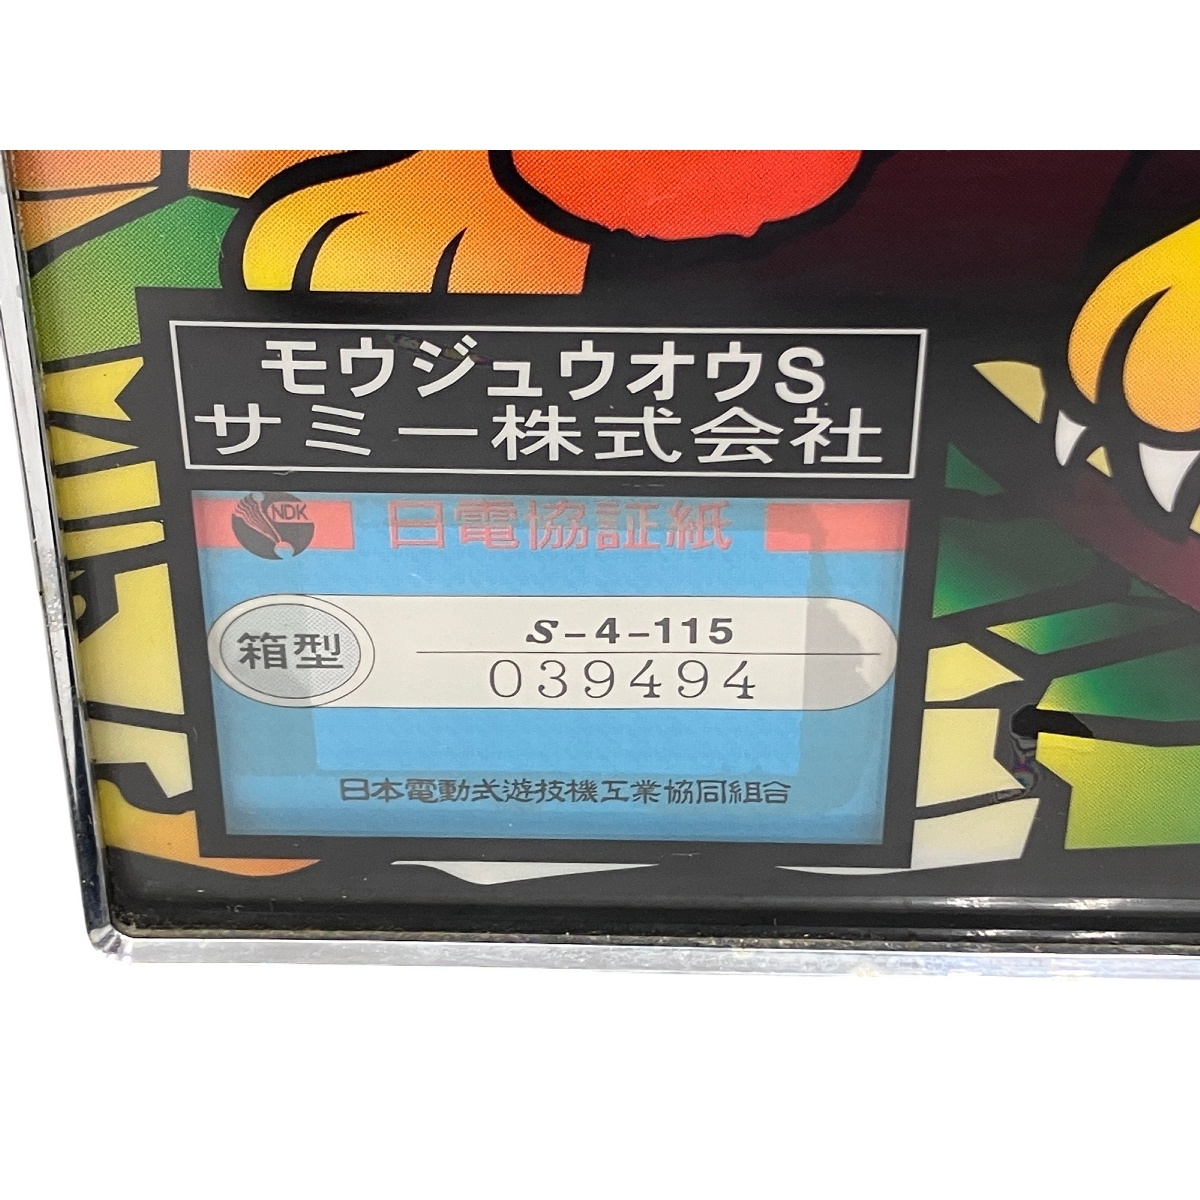 モウジュウオウS
サミー株式会社
NDK 日電協証紙
箱型
S-4-115
039494
日本電動式遊技機工業協同組合